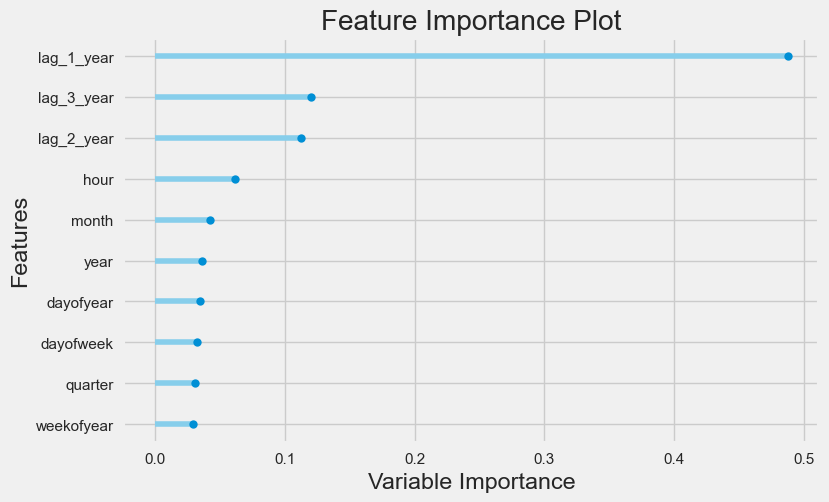 Feature Importance Plot
Features
lag_1_year
lag_3_year
lag_2_year
hour
month
year
dayofyear
dayofweek
quarter
weekofyear
0.0 0.1 0.2 0.3 0.4 0.5
Variable Importance